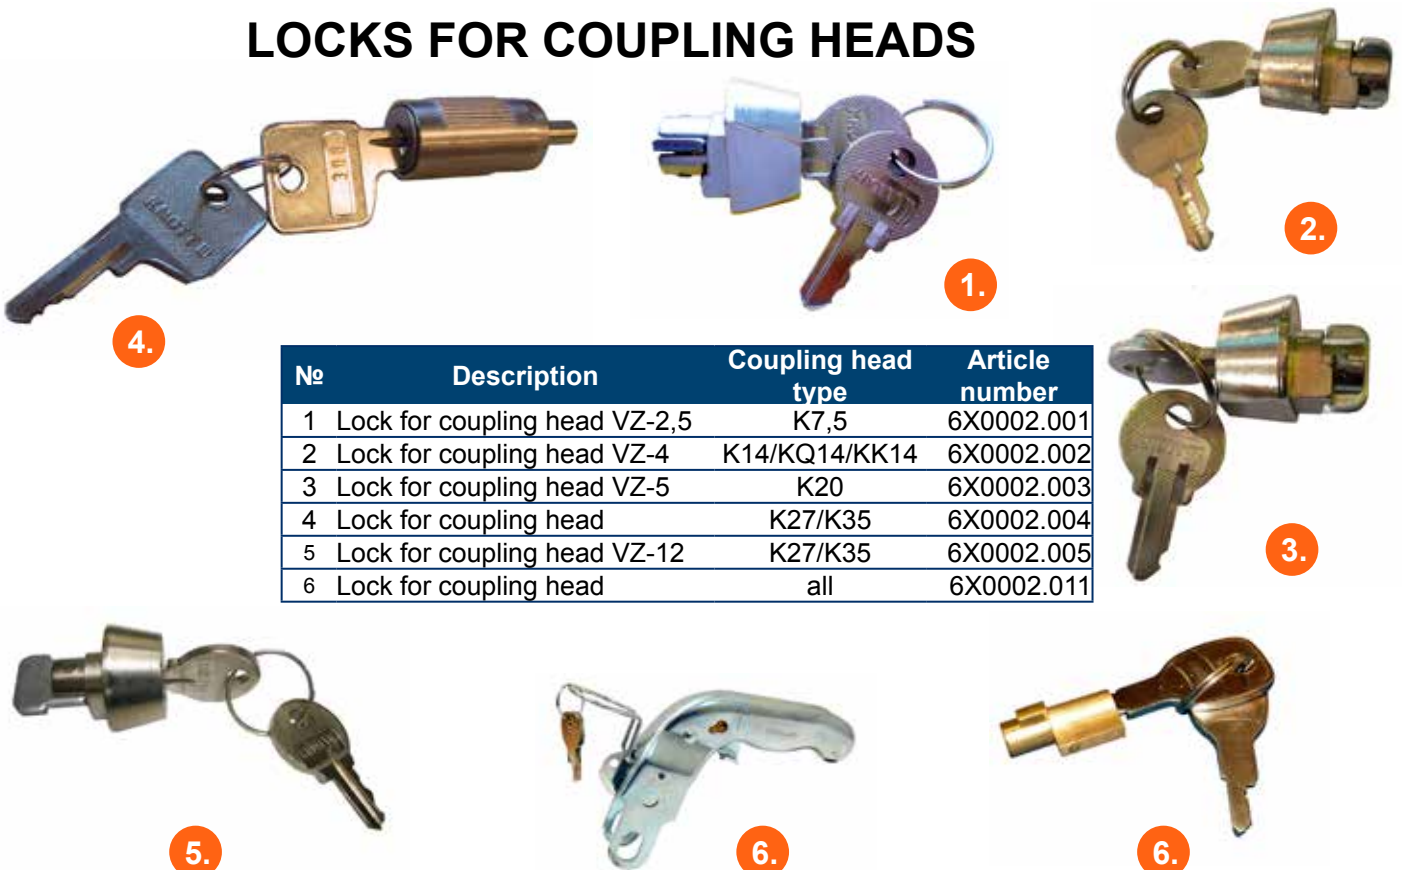 LOCKS FOR COUPLING HEADS
2.
1.
4.
№ Description Coupling head type Article number
1 Lock for coupling head VZ-2,5 K7,5 6X0002.001
2 Lock for coupling head VZ-4 K14/KQ14/KK14 6X0002.002
3 Lock for coupling head VZ-5 K20 6X0002.003
4 Lock for coupling head K27/K35 6X0002.004
5 Lock for coupling head VZ-12 K27/K35 6X0002.005
6 Lock for coupling head all 6X0002.011
3.
5.
6.
6.